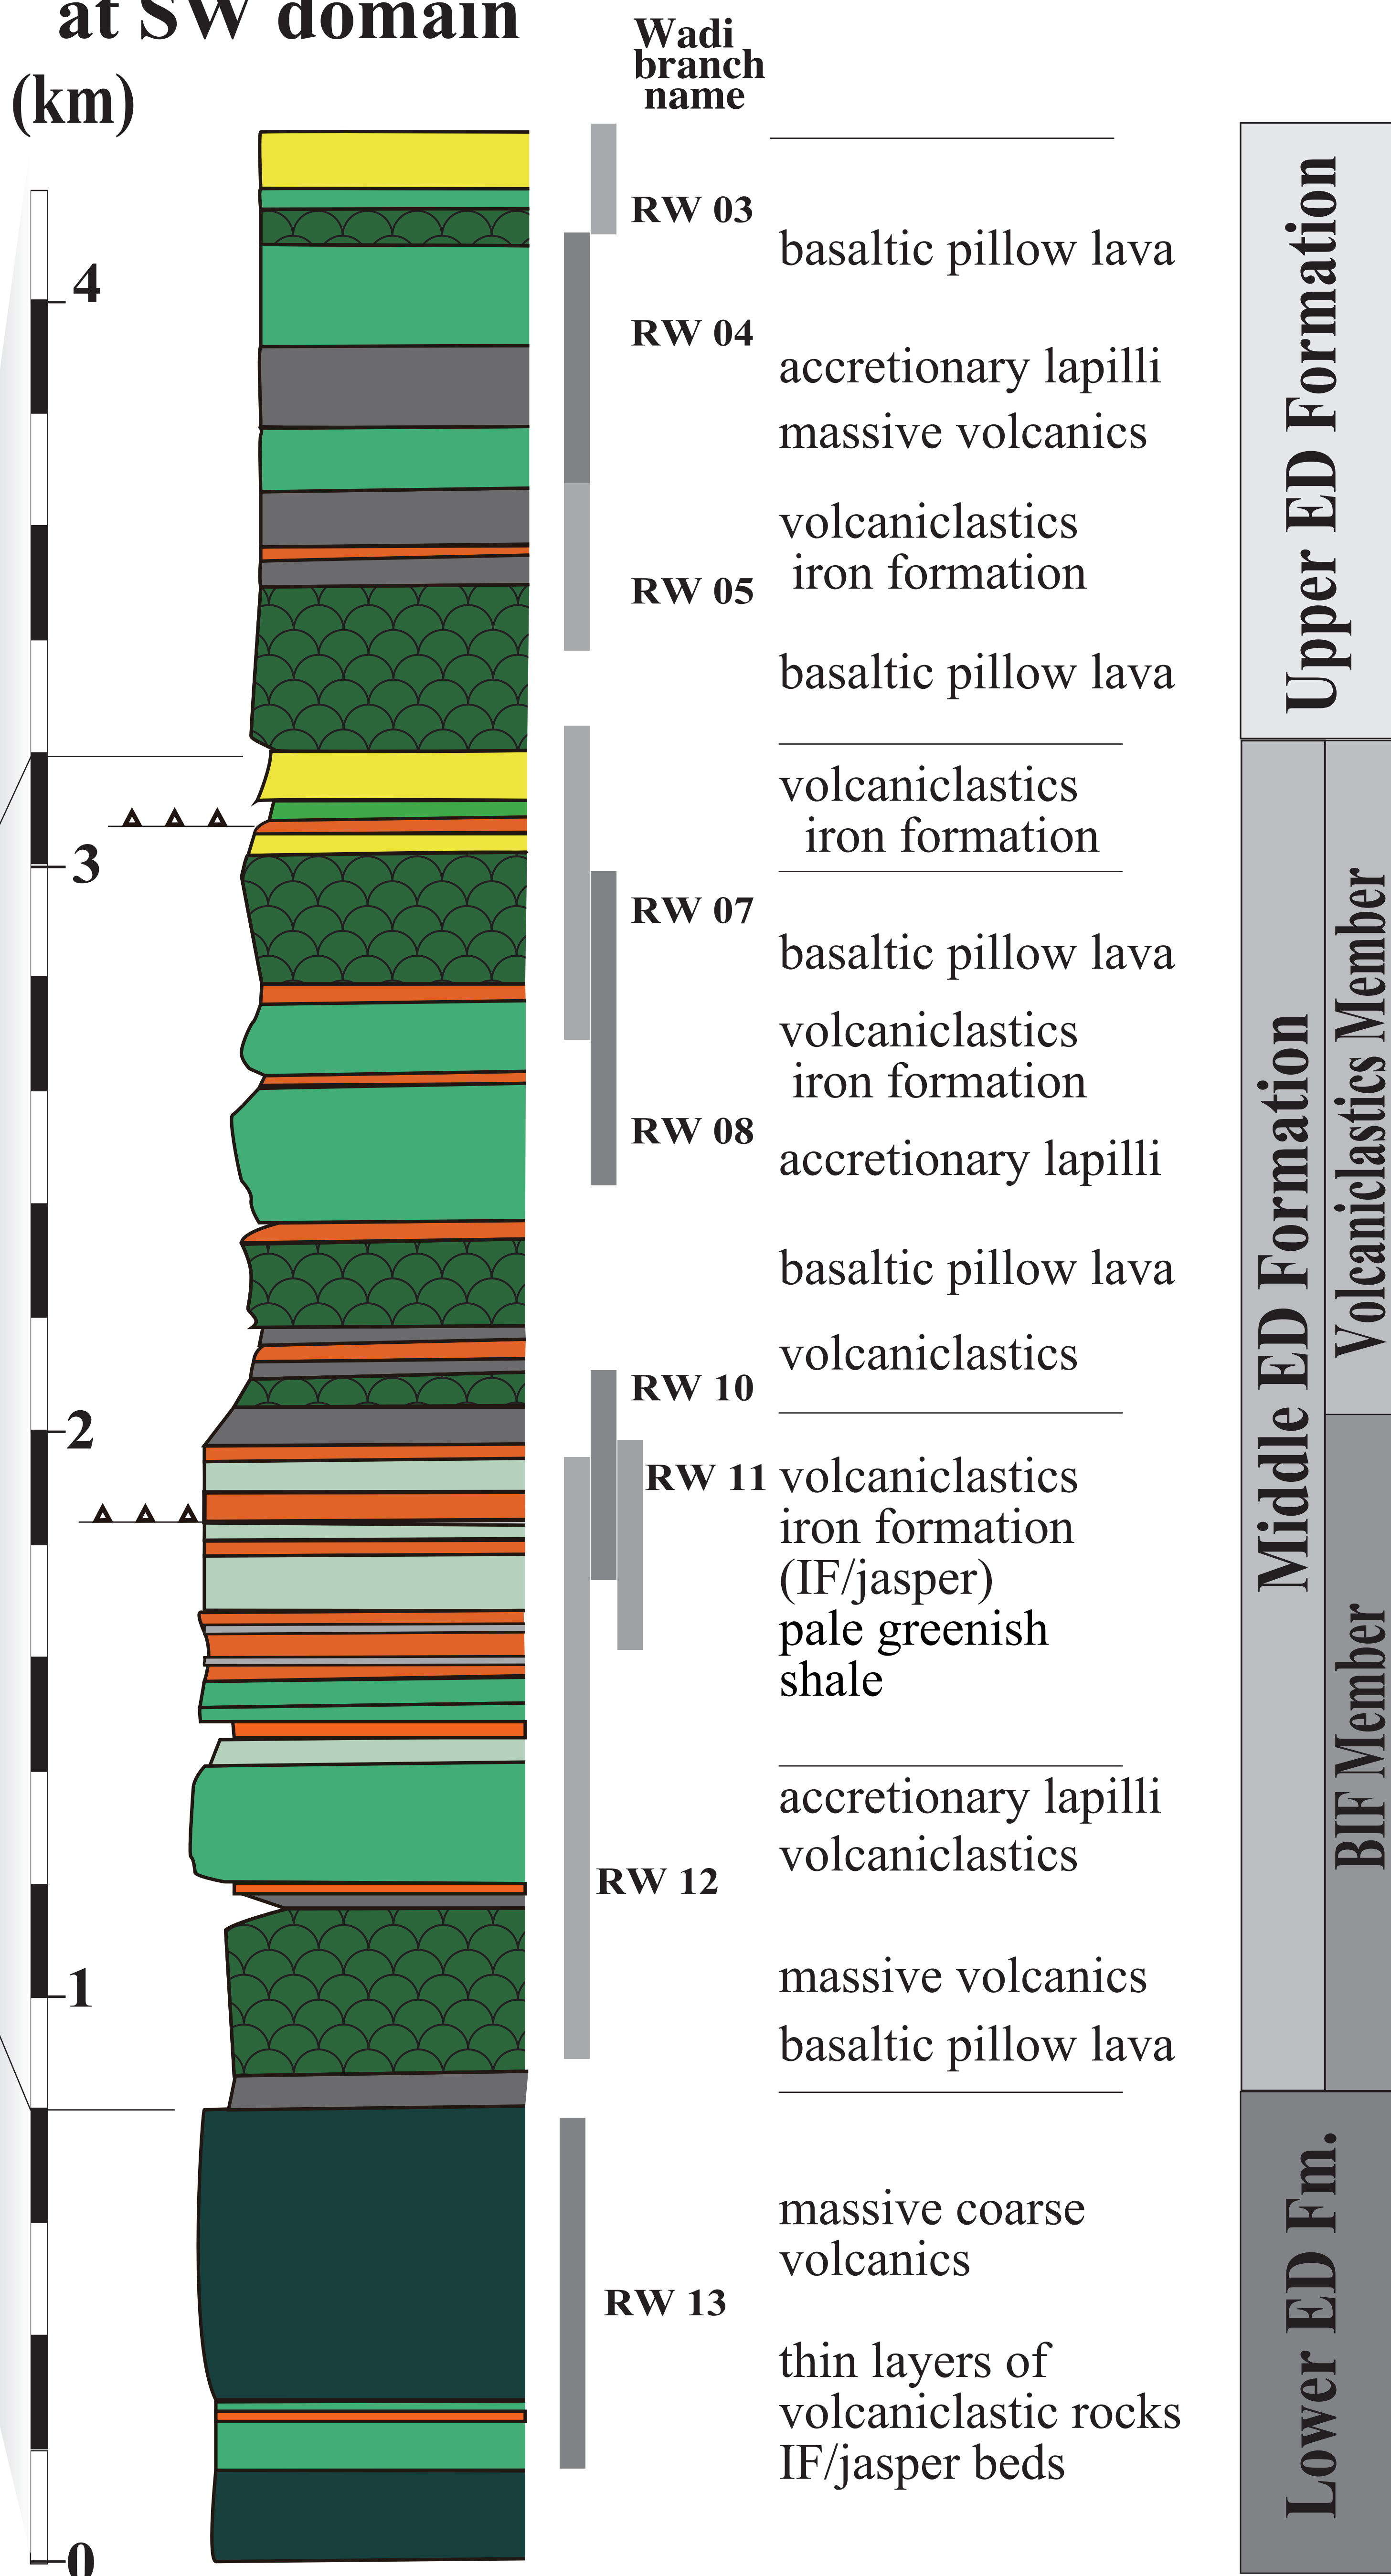 at SW domain
(km)
Wadi
branch
name
RW 03
basaltic pillow lava
4
RW 04
accretionary lapilli
massive volcanics
volcaniclastics
iron formation
RW 05
basaltic pillow lava
Upper ED Formation
volcaniclastics
iron formation
3
RW 07
basaltic pillow lava
volcaniclastics
iron formation
RW 08
accretionary lapilli
basaltic pillow lava
volcaniclastics
RW 10
Middle ED Formation
Volcaniclastics Member
2
RW 11
volcaniclastics
iron formation
(IF/jasper)
pale greenish
shale
BIF Member
accretionary lapilli
volcaniclastics
RW 12
massive volcanics
1
basaltic pillow lava
massive coarse
volcanics
RW 13
thin layers of
volcaniclastic rocks
IF/jasper beds
Lower ED Fm.
0